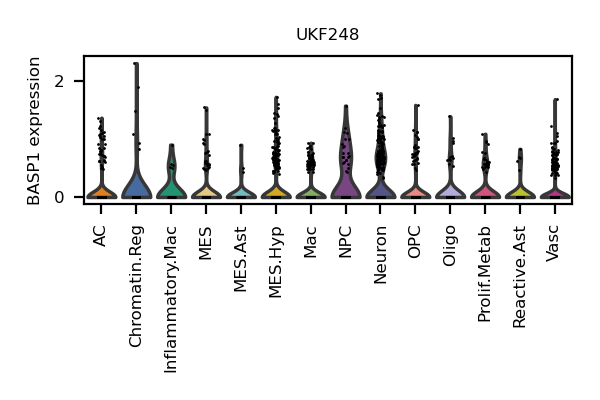 UKF248
BASP1 expression
2
0
AC
Chromatin.Reg
Inflammatory.Mac
MES
MES.Ast
MES.Hyp
Mac
NPC
Neuron
OPC
Oligo
Prolif.Metab
Reactive.Ast
Vasc